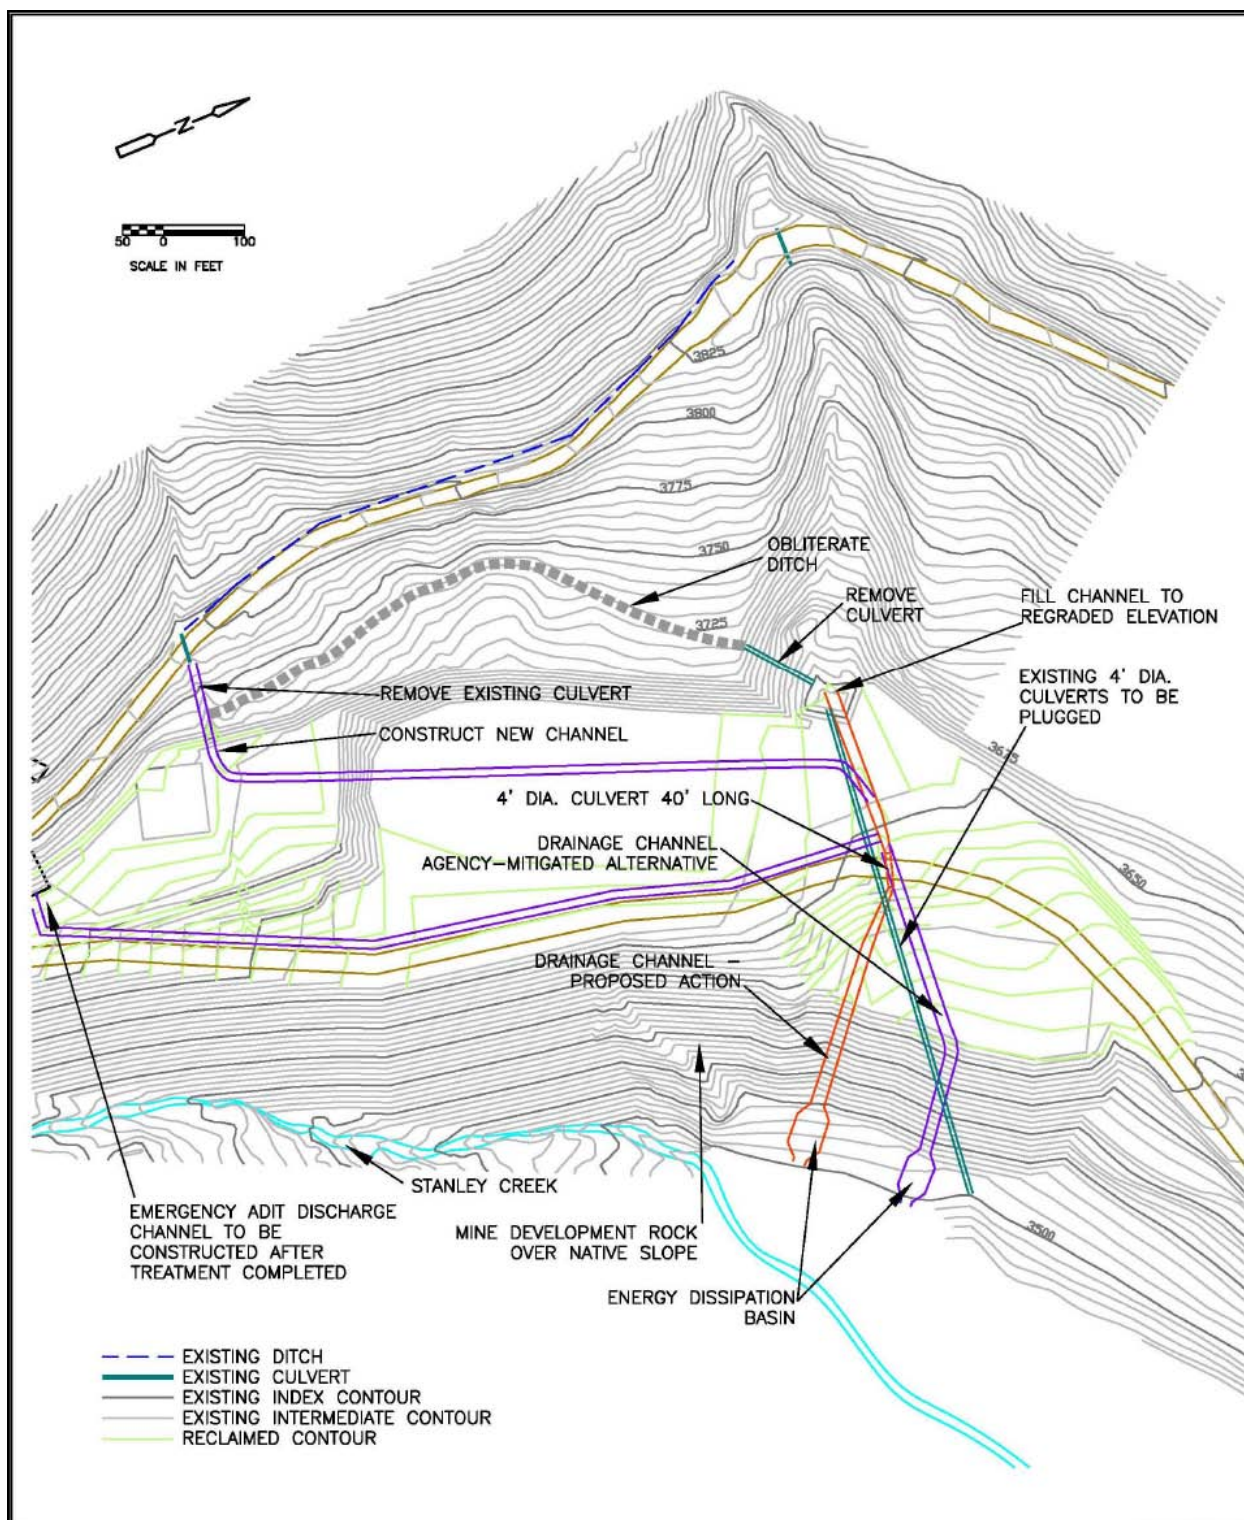 N
50 0 100
SCALE IN FEET
3825
3800
3775
3750
OBLITERATE
DITCH
REMOVE
CULVERT
FILL CHANNEL TO
REGRADED ELEVATION
3725
EXISTING 4' DIA.
CULVERTS TO BE
PLUGGED
REMOVE EXISTING CULVERT
CONSTRUCT NEW CHANNEL
3675
4' DIA. CULVERT 40' LONG
DRAINAGE CHANNEL
AGENCY-MITIGATED ALTERNATIVE
3650
DRAINAGE CHANNEL –
PROPOSED ACTION
STANLEY CREEK
EMERGENCY ADIT DISCHARGE
CHANNEL TO BE
CONSTRUCTED AFTER
TREATMENT COMPLETED
MINE DEVELOPMENT ROCK
OVER NATIVE SLOPE
3500
ENERGY DISSIPATION
BASIN
EXISTING DITCH
EXISTING CULVERT
EXISTING INDEX CONTOUR
EXISTING INTERMEDIATE CONTOUR
RECLAIMED CONTOUR